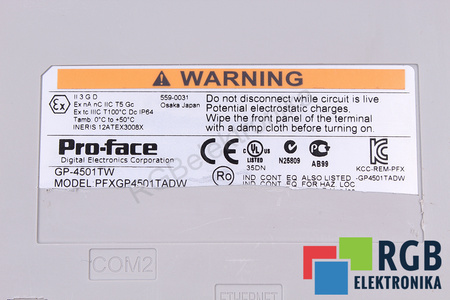 WARNING
II 3 G D
Ex nA nC IIC T5 Gc
Ex tc IIIC T100°C Dc IP64
Tamb: 0°C to +50°C
INERIS 12ATEX3008X
559-0031
Osaka Japan
Do not disconnect while circuit is live
Potential electrostatic charges.
Wipe the front panel of the terminal
with a damp cloth before turning on.
Pro-face
Digital Electronics Corporation
GP-4501TW
MODEL PFXGP4501TADW
CE
C UL US
LISTED
35DN
N25809
AB99
KCC-REM-PFX
-GP4501TADW
Ro
IND CONT EQ ALSO LISTED
IND CONT EQ FOR HAZ LOC
COM2
ETHERNET
RGB
ELEKTRONIKA